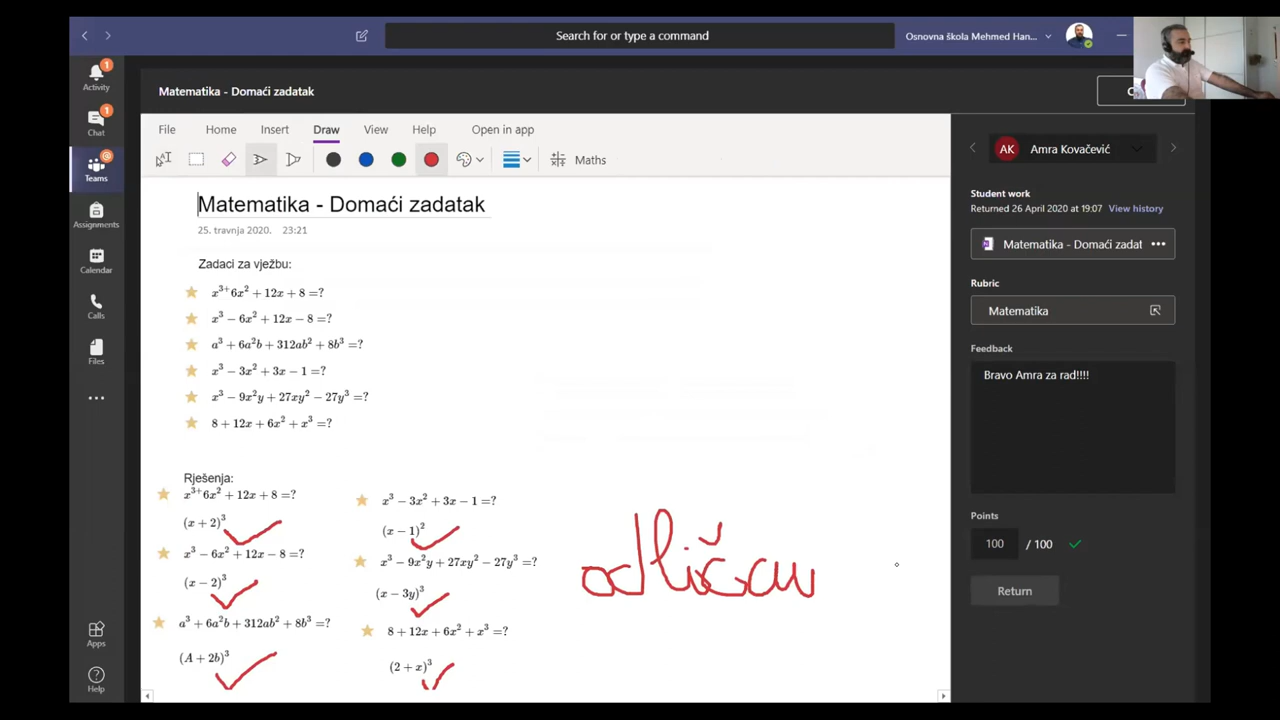 Search for or type a command
Osnovna škola Mehmed Han...
Activity
1
Chat
1
Teams
Assignments
Calendar
Calls
Files
Apps
Help
Matematika - Domaći zadatak
File Home Insert Draw View Help Open in app
Maths
Matematika - Domaći zadatak
25. travnja 2020. 23:21
Zadaci za vježbu:
x³⁺6x² + 12x + 8 =?
x³ − 6x² + 12x − 8 =?
a³ + 6a²b + 312ab² + 8b³ =?
x³ − 3x² + 3x − 1 =?
x³ − 9x²y + 27xy² − 27y³ =?
8 + 12x + 6x² + x³ =?
Rješenja:
x³⁺6x² + 12x + 8 =?
(x + 2)³
x³ − 6x² + 12x − 8 =?
(x − 2)³
a³ + 6a²b + 312ab² + 8b³ =?
(A + 2b)³
x³ − 3x² + 3x − 1 =?
(x − 1)²
x³ − 9x²y + 27xy² − 27y³ =?
(x − 3y)³
8 + 12x + 6x² + x³ =?
(2 + x)³
odličan
AK Amra Kovačević
Student work
Returned 26 April 2020 at 19:07 View history
Matematika - Domaći zadat
Rubric
Matematika
Feedback
Bravo Amra za rad!!!!
Points
100 / 100
Return